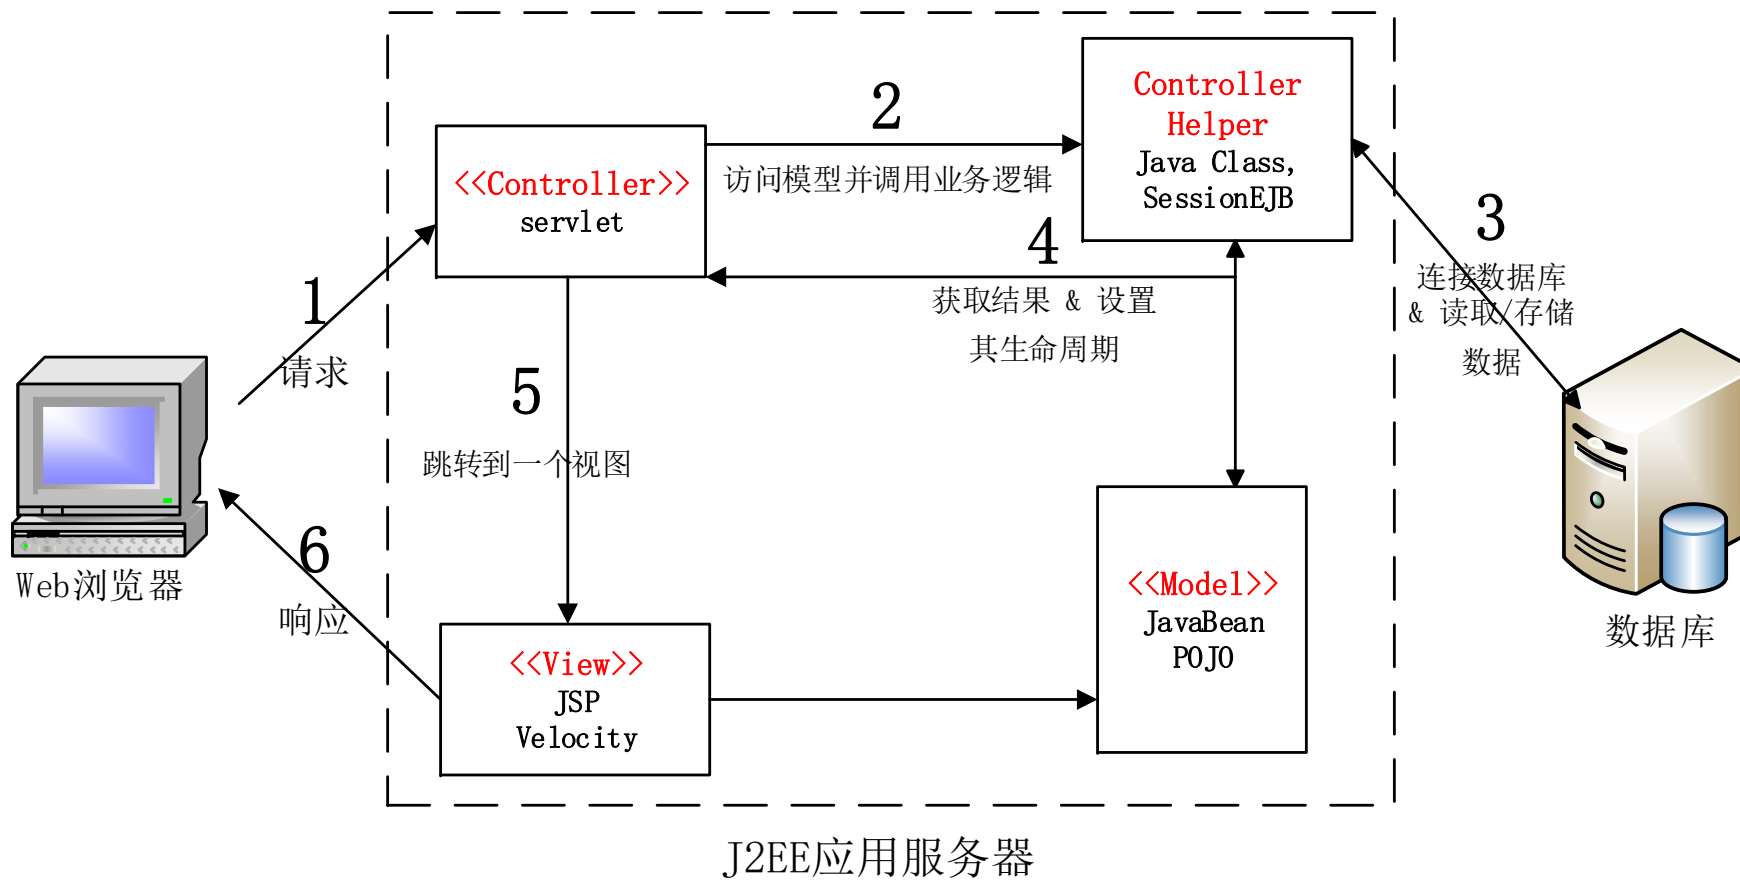 Controller
Helper
Java Class,
SessionEJB
2
<<Controller>>
servlet
访问模型并调用业务逻辑
3
连接数据库
& 读取/存储
数据
4
获取结果 & 设置
其生命周期
1
请求
5
跳转到一个视图
6
响应
Web浏览器
<<Model>>
JavaBean
POJO
数据库
<<View>>
JSP
Velocity
J2EE应用服务器